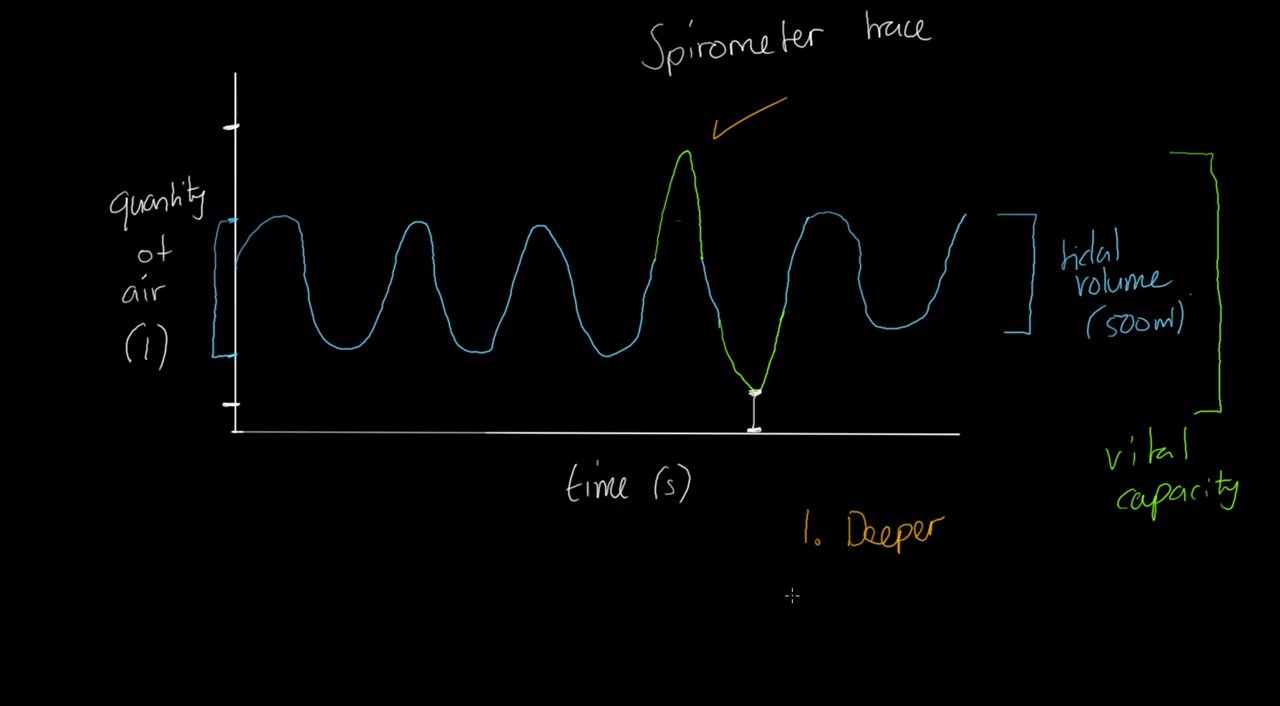 Spirometer trace
quantity
of
air
(l)
tidal
volume
(500ml)
vital
capacity
time (s)
1. Deeper